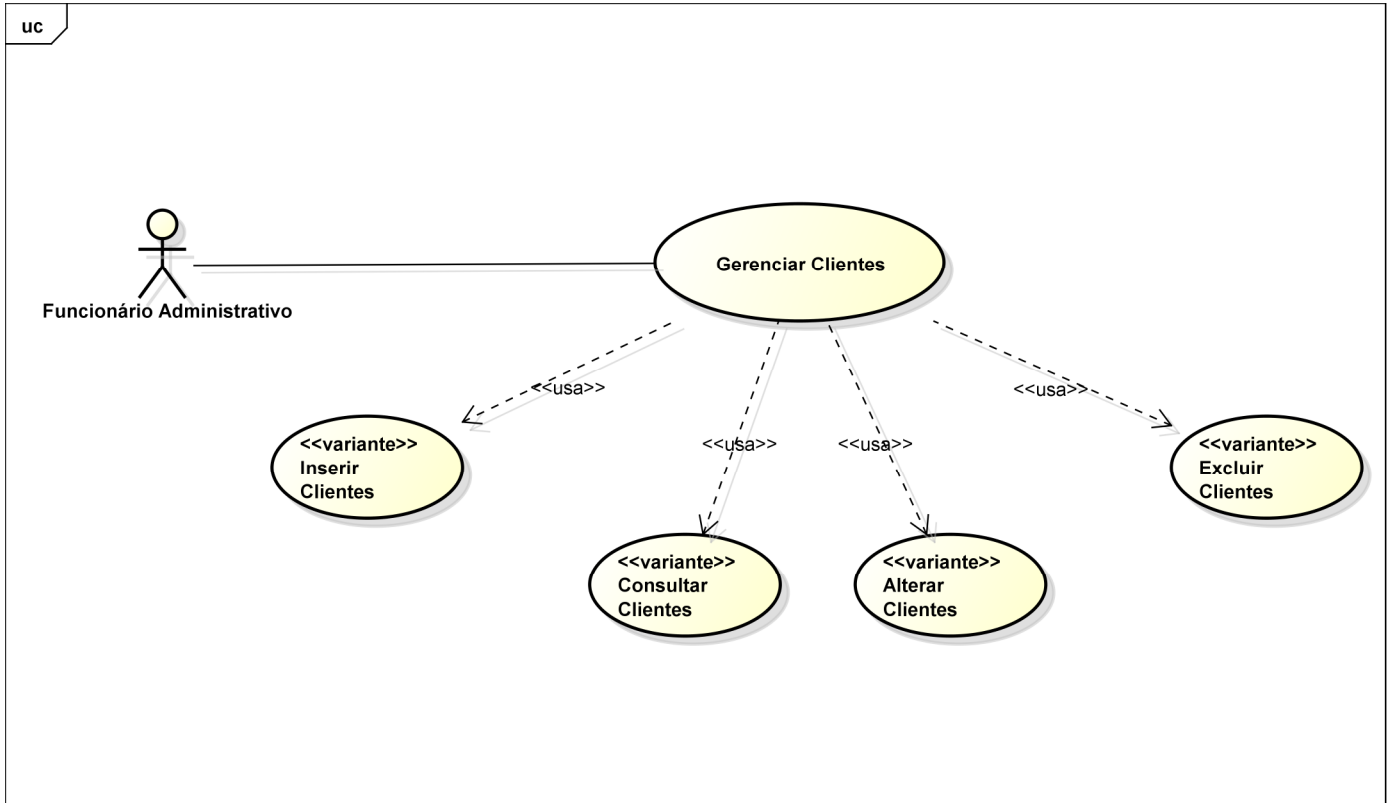 uc
Gerenciar Clientes
Funcionário Administrativo
<<usa>>
<<usa>>
<<usa>>
<<usa>>
<<variante>>
Inserir
Clientes
<<variante>>
Excluir
Clientes
<<variante>>
Consultar
Clientes
<<variante>>
Alterar
Clientes